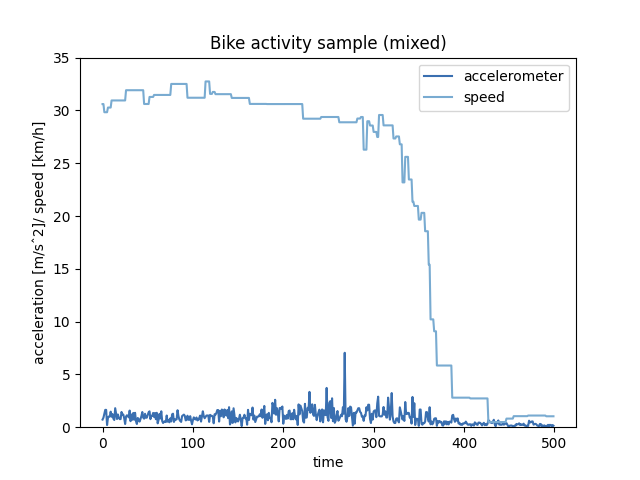 Bike activity sample (mixed)
accelerometer
speed
35
30
25
20
15
10
5
0
acceleration [m/sˆ2]/ speed [km/h]
0
100
200
300
400
500
time